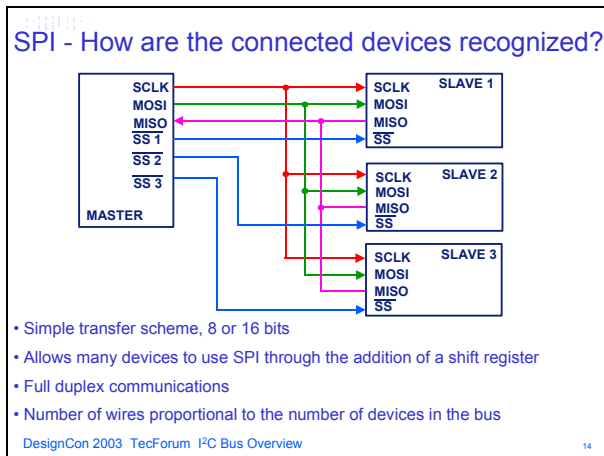 SPI - How are the connected devices recognized?
SCLK
MOSI
MISO
SS 1
SS 2
SS 3
MASTER
SCLK SLAVE 1
MOSI
MISO
SS
SCLK SLAVE 2
MOSI
MISO
SS
SCLK SLAVE 3
MOSI
MISO
SS
• Simple transfer scheme, 8 or 16 bits
• Allows many devices to use SPI through the addition of a shift register
• Full duplex communications
• Number of wires proportional to the number of devices in the bus
DesignCon 2003 TecForum I²C Bus Overview 14